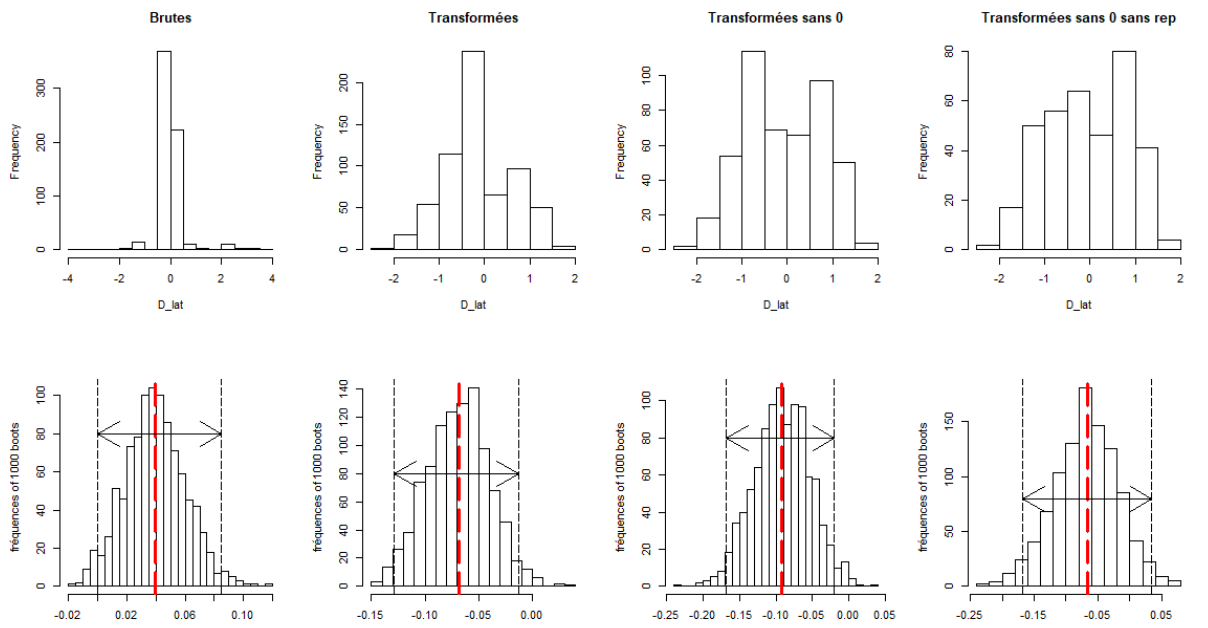 Brutes
Transformées
Transformées sans 0
Transformées sans 0 sans rep
Frequency
0 100 200 300
-4 -2 0 2 4
D_lat
Frequency
0 50 100 150 200
-2 -1 0 1 2
D_lat
Frequency
0 20 40 60 80 100
-2 -1 0 1 2
D_lat
Frequency
0 20 40 60 80
-2 -1 0 1 2
D_lat
fréquences of 1000 boots
0 20 40 60 80 100
-0.02 0.02 0.06 0.10
fréquences of 1000 boots
0 20 40 60 80 100 120 140
-0.15 -0.10 -0.05 0.00
fréquences of 1000 boots
0 20 40 60 80 100
-0.25 -0.20 -0.15 -0.10 -0.05 0.00 0.05
fréquences of 1000 boots
0 50 100 150
-0.25 -0.15 -0.05 0.05